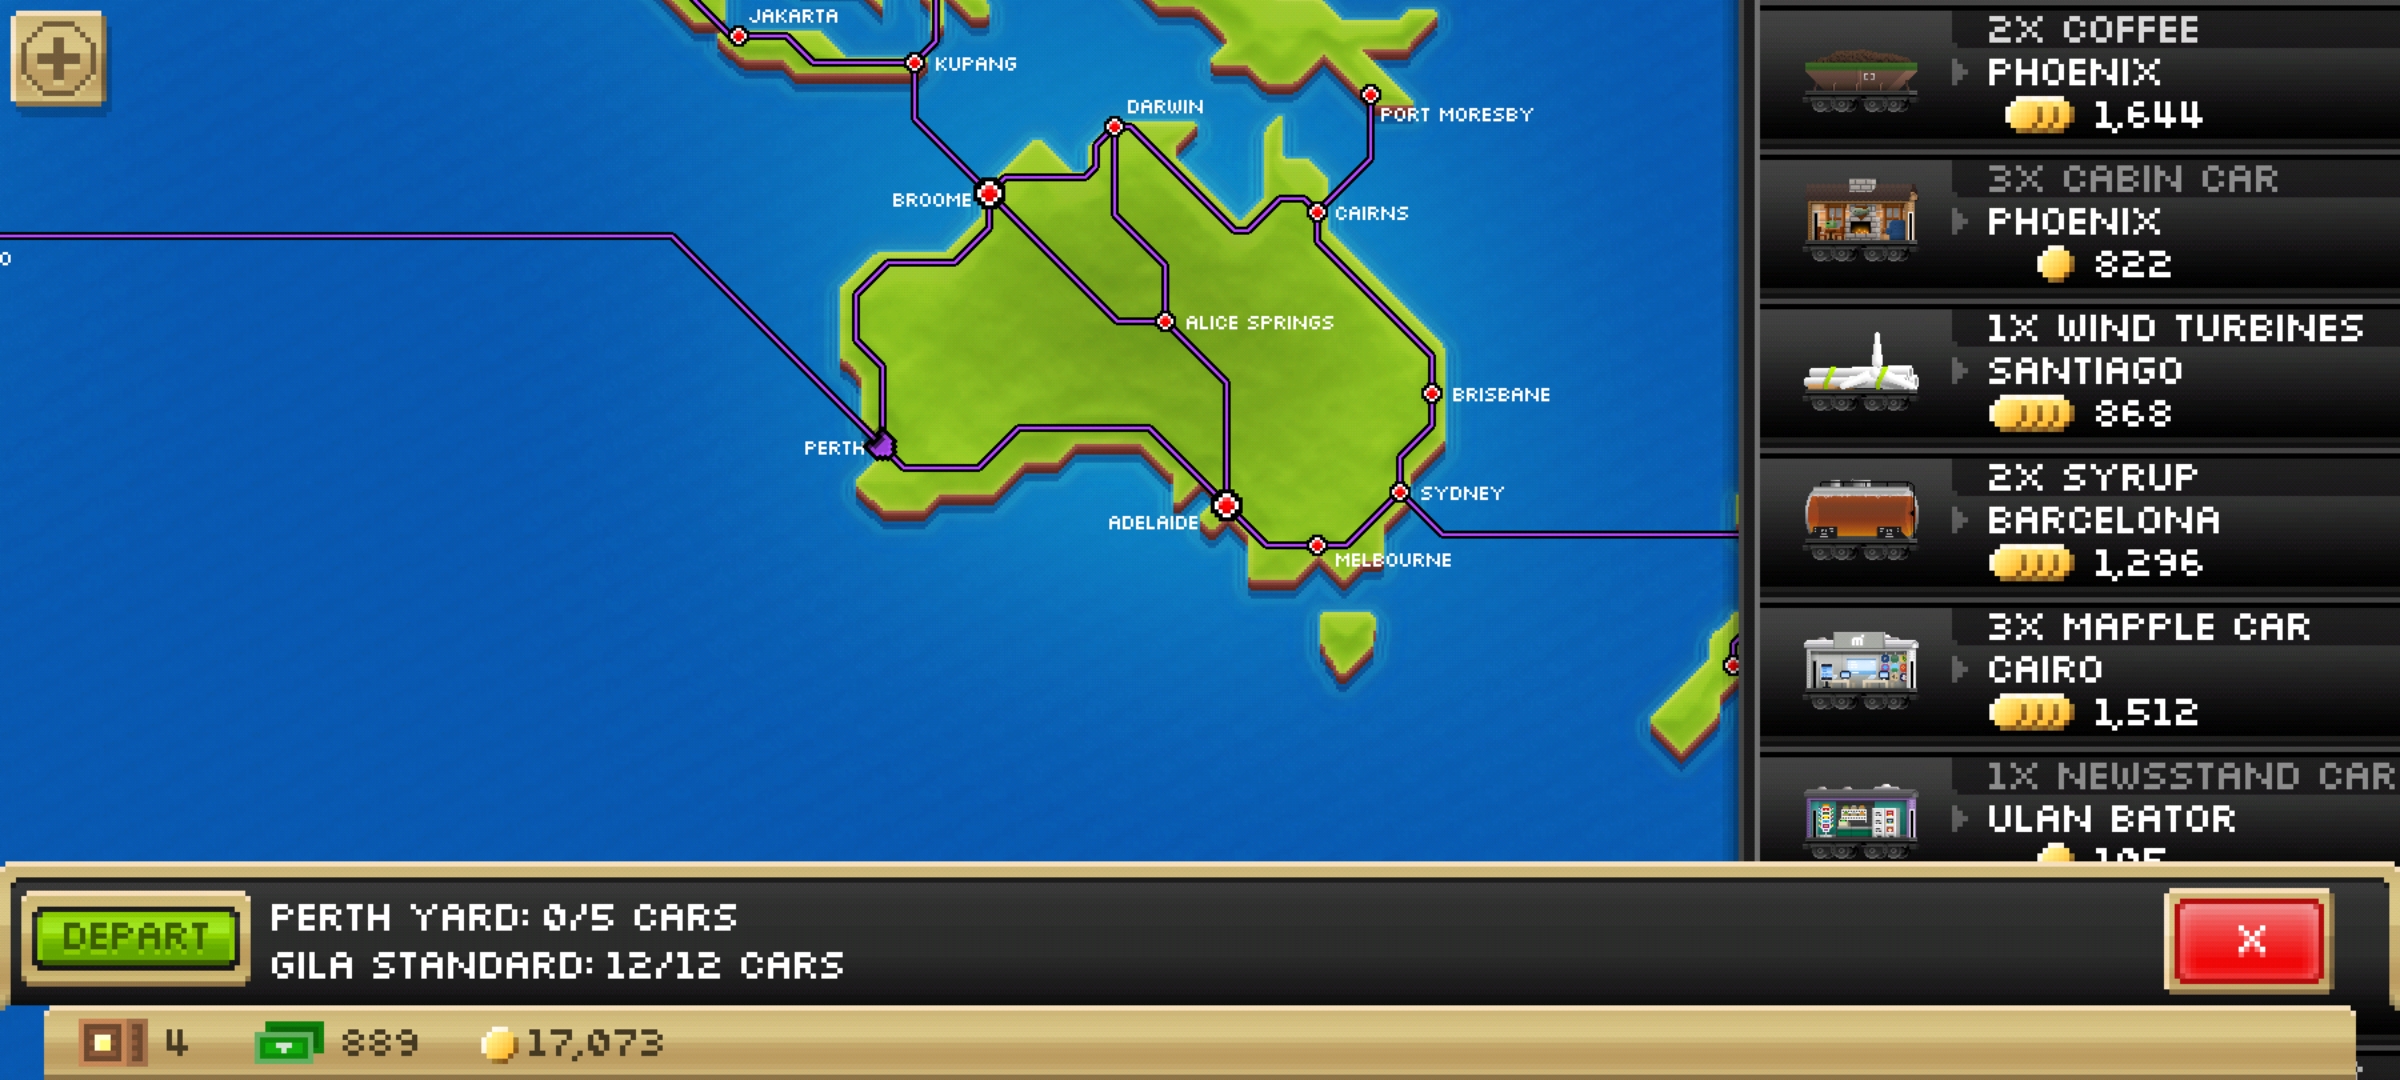 JAKARTA
KUPANG
DARWIN
PORT MORESBY
BROOME
CAIRNS
ALICE SPRINGS
BRISBANE
PERTH
SYDNEY
ADELAIDE
MELBOURNE
2X COFFEE
PHOENIX
1,644
3X CABIN CAR
PHOENIX
822
1X WIND TURBINES
SANTIAGO
868
2X SYRUP
BARCELONA
1,296
3X MAPPLE CAR
CAIRO
1,512
1X NEWSSTAND CAR
ULAN BATOR
DEPART
PERTH YARD: 0/5 CARS
GILA STANDARD: 12/12 CARS
X
4
889
17,073